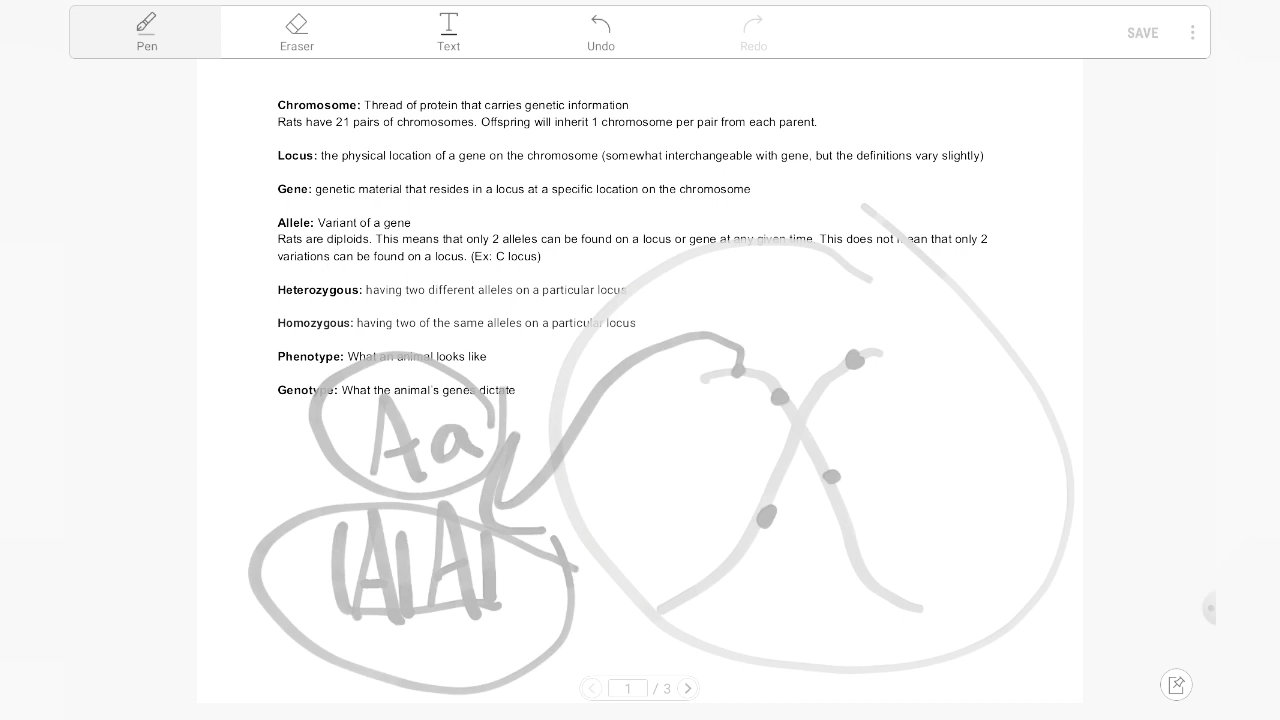 Pen
Eraser
Text
Undo
Redo
SAVE
Chromosome: Thread of protein that carries genetic information
Rats have 21 pairs of chromosomes. Offspring will inherit 1 chromosome per pair from each parent.
Locus: the physical location of a gene on the chromosome (somewhat interchangeable with gene, but the definitions vary slightly)
Gene: genetic material that resides in a locus at a specific location on the chromosome
Allele: Variant of a gene
Rats are diploids. This means that only 2 alleles can be found on a locus or gene at any given time. This does not mean that only 2
variations can be found on a locus. (Ex: C locus)
Heterozygous: having two different alleles on a particular locus
Homozygous: having two of the same alleles on a particular locus
Phenotype: What an animal looks like
Genotype: What the animal's genes dictate
Aa
AA
1 / 3